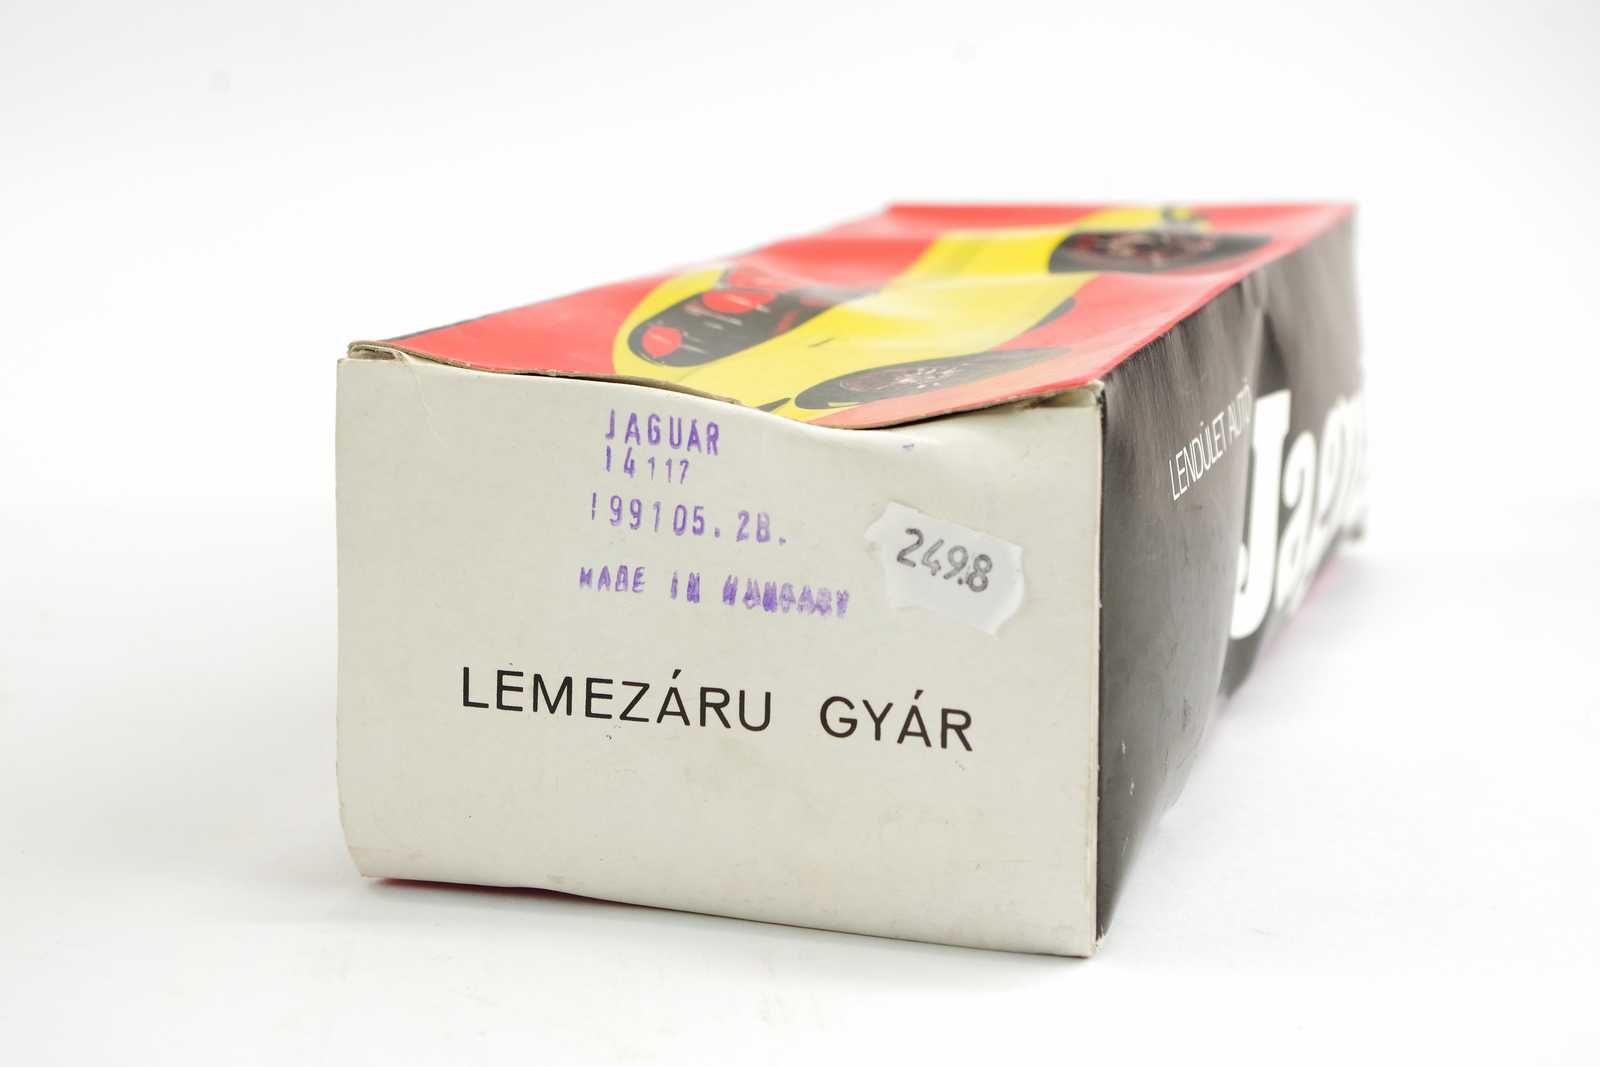 JAGUAR
14117
199105.28.
MADE IN HUNGARY
249.8
LEMEZÁRU GYÁR
LENDÜLET AUTÓ